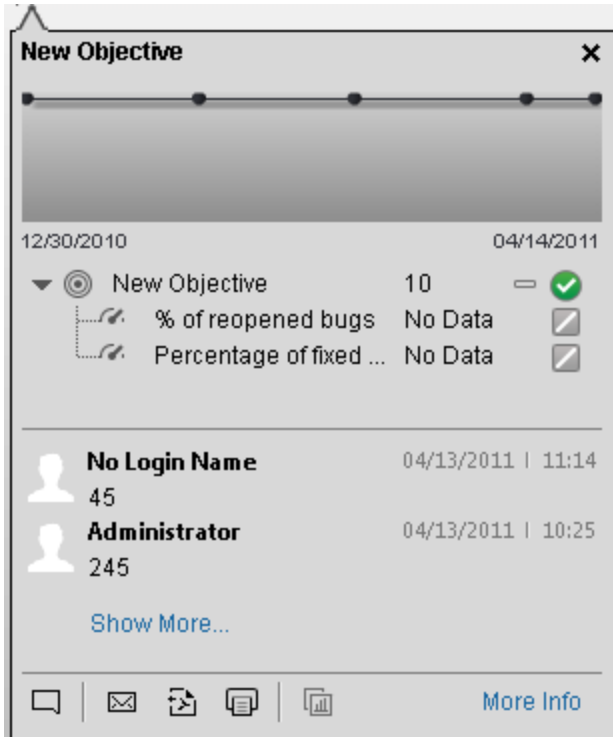 New Objective
12/30/2010 04/14/2011
New Objective 10
% of reopened bugs No Data
Percentage of fixed ... No Data
No Login Name 04/13/2011 | 11:14
45
Administrator 04/13/2011 | 10:25
245
Show More...
More Info